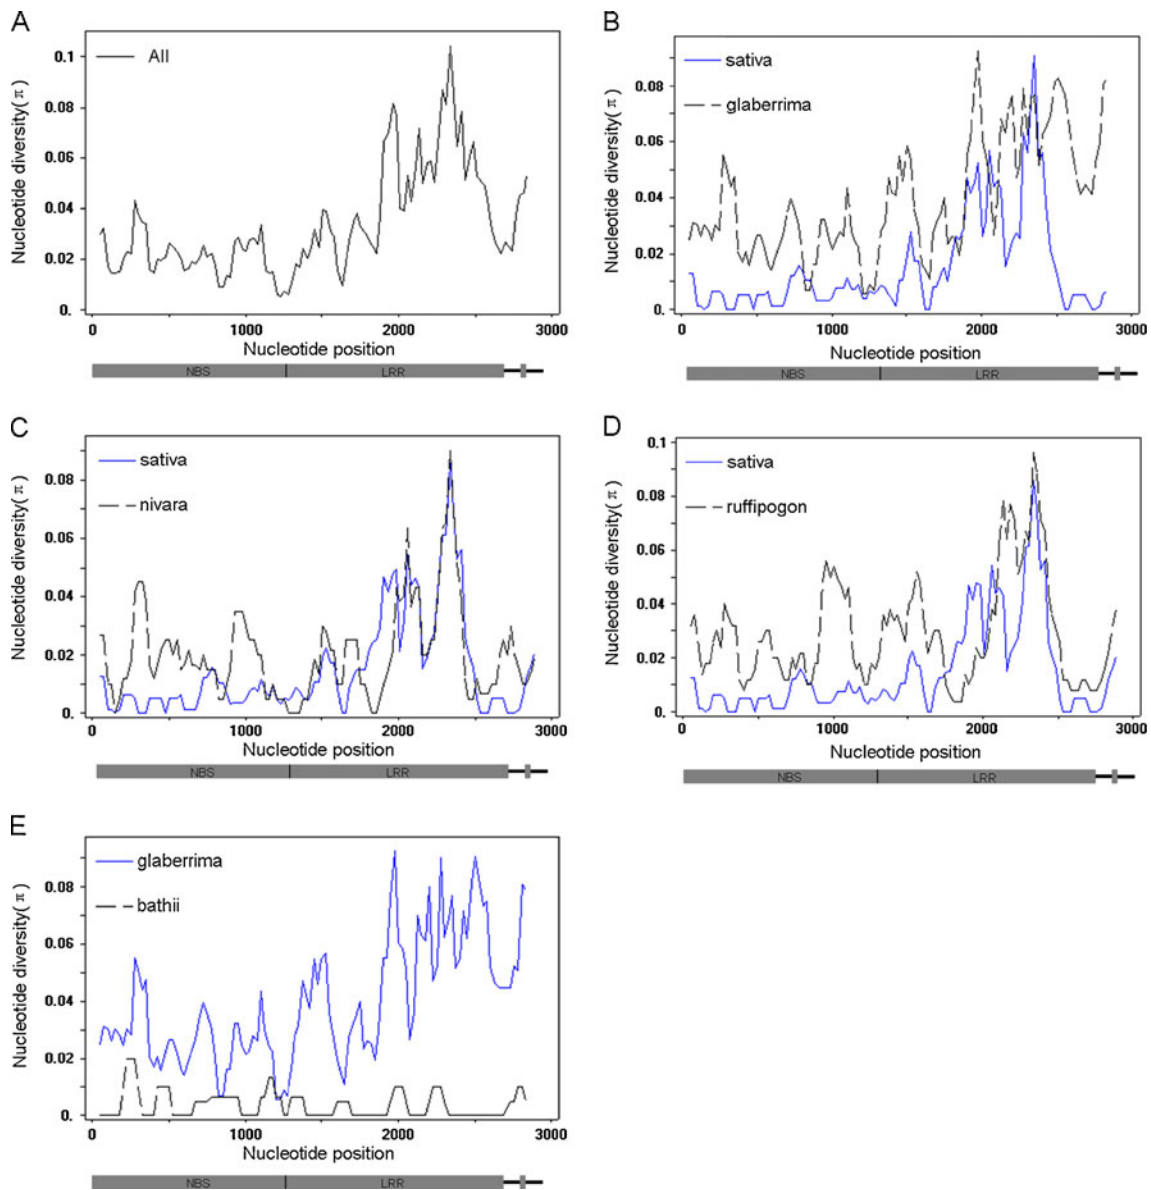 A
All
Nucleotide diversity(π)
0.1
0.08
0.06
0.04
0.02
0.
0
1000
2000
3000
Nucleotide position
NBS
LRR
B
sativa
glaberrima
Nucleotide diversity(π)
0.08
0.06
0.04
0.02
0.
0
1000
2000
3000
Nucleotide position
NBS
LRR
C
sativa
nivara
Nucleotide diversity(π)
0.08
0.06
0.04
0.02
0.
0
1000
2000
3000
Nucleotide position
NBS
LRR
D
sativa
ruffipogon
Nucleotide diversity(π)
0.1
0.08
0.06
0.04
0.02
0.
0
1000
2000
3000
Nucleotide position
NBS
LRR
E
glaberrima
bathii
Nucleotide diversity(π)
0.08
0.06
0.04
0.02
0.
0
1000
2000
3000
Nucleotide position
NBS
LRR